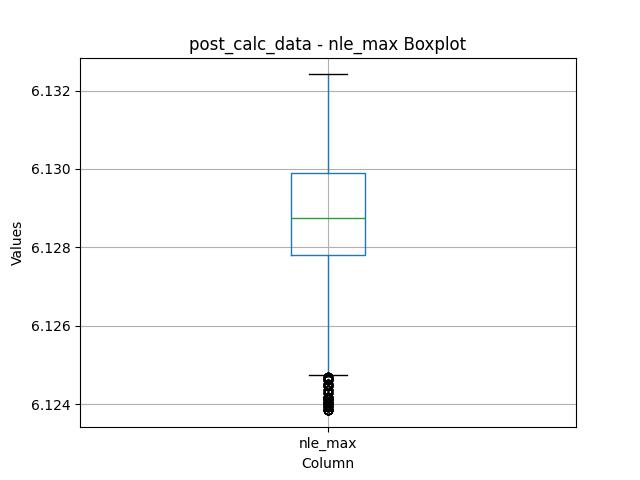 post_calc_data - nle_max Boxplot
6.132
6.130
6.128
6.126
6.124
Values
nle_max
Column